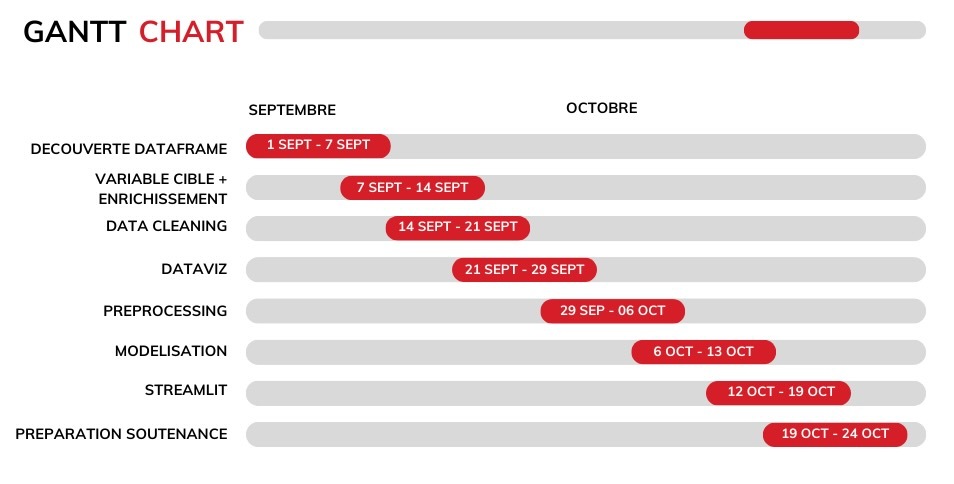 GANTT CHART
SEPTEMBRE
OCTOBRE
DECOUVERTE DATAFRAME
1 SEPT - 7 SEPT
VARIABLE CIBLE +
ENRICHISSEMENT
7 SEPT - 14 SEPT
DATA CLEANING
14 SEPT - 21 SEPT
DATAVIZ
21 SEPT - 29 SEPT
PREPROCESSING
29 SEP - 06 OCT
MODELISATION
6 OCT - 13 OCT
STREAMLIT
12 OCT - 19 OCT
PREPARATION SOUTENANCE
19 OCT - 24 OCT